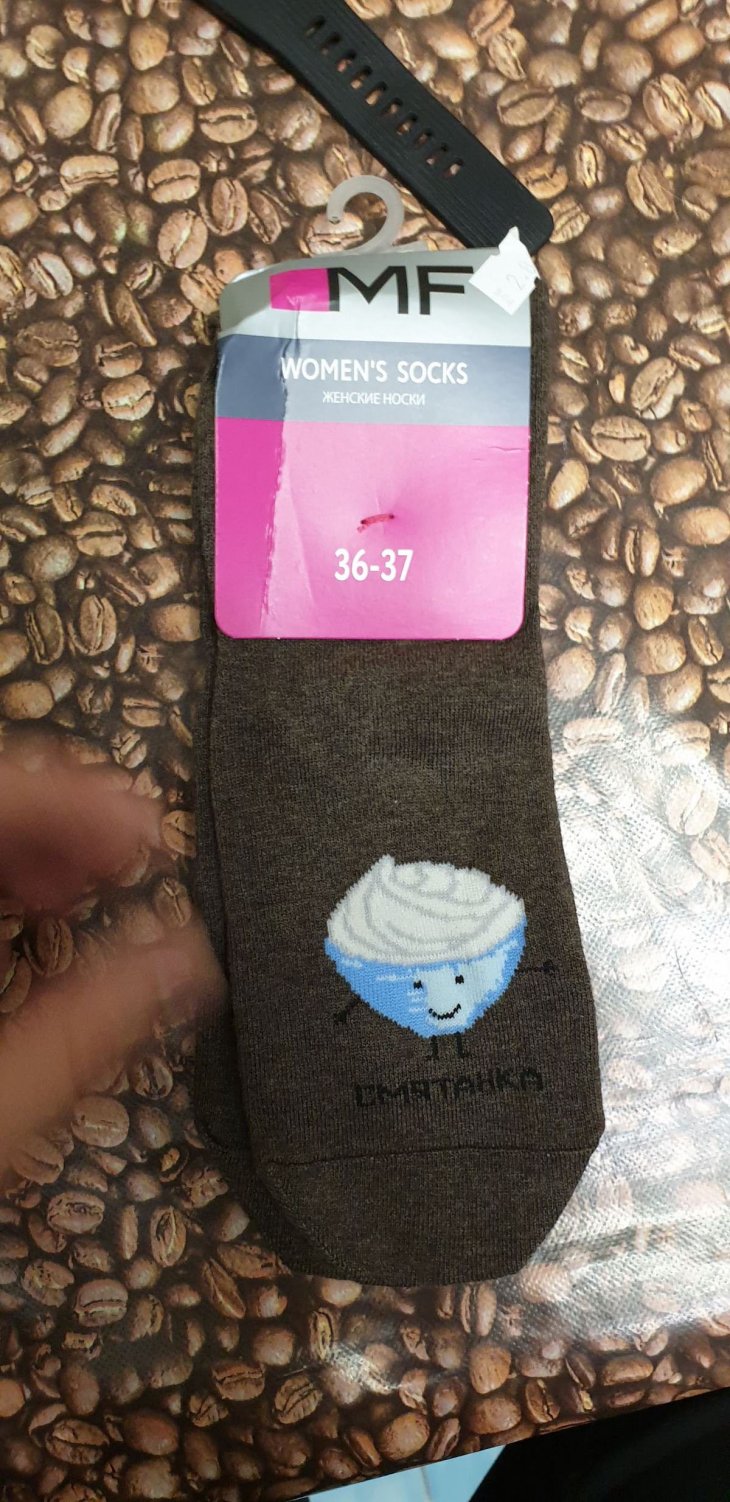 MF
WOMEN'S SOCKS
ЖЕНСКИЕ НОСКИ
36-37
СМЯТАНКА